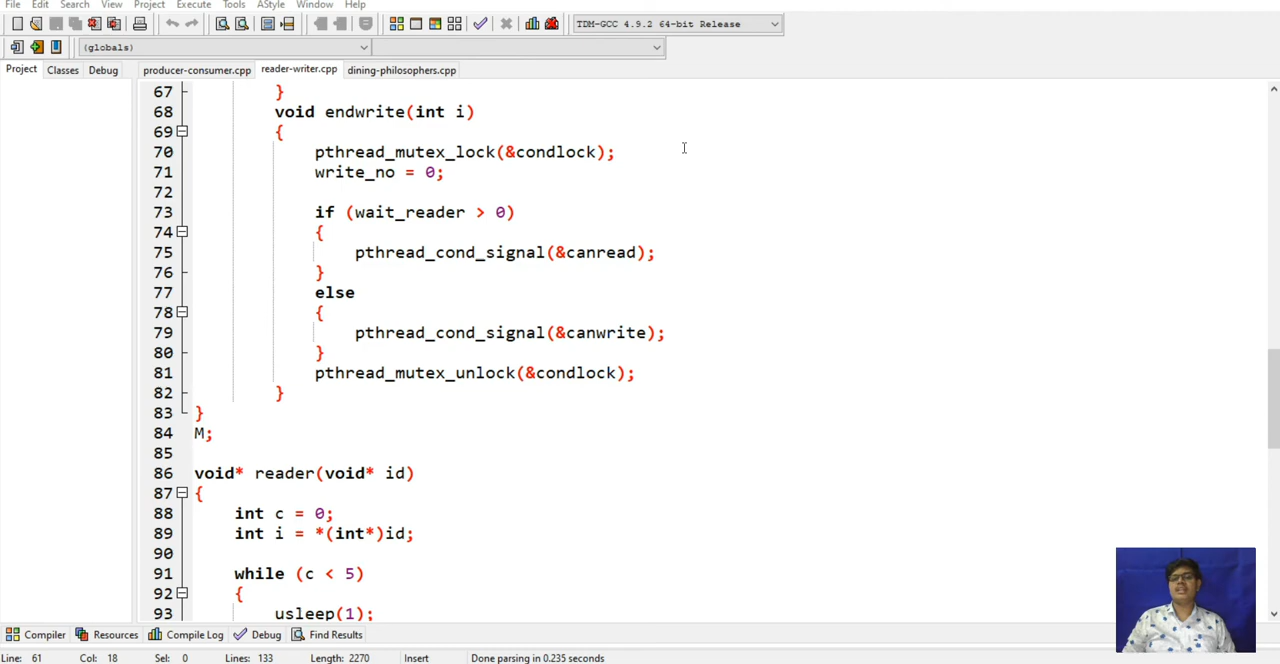 File Edit Search View Project Execute Tools AStyle Window Help
TDM-GCC 4.9.2 64-bit Release
(globals)
Project Classes Debug producer-consumer.cpp reader-writer.cpp dining-philosophers.cpp
67 }
68 void endwrite(int i)
69 {
70 pthread_mutex_lock(&condlock);
71 write_no = 0;
72
73 if (wait_reader > 0)
74 {
75 pthread_cond_signal(&canread);
76 }
77 else
78 {
79 pthread_cond_signal(&canwrite);
80 }
81 pthread_mutex_unlock(&condlock);
82 }
83 }
84 M;
85
86 void* reader(void* id)
87 {
88 int c = 0;
89 int i = *(int*)id;
90
91 while (c < 5)
92 {
93 usleep(1);
Compiler Resources Compile Log Debug Find Results
Line: 61 Col: 18 Sel: 0 Lines: 133 Length: 2270 Insert Done parsing in 0.235 seconds